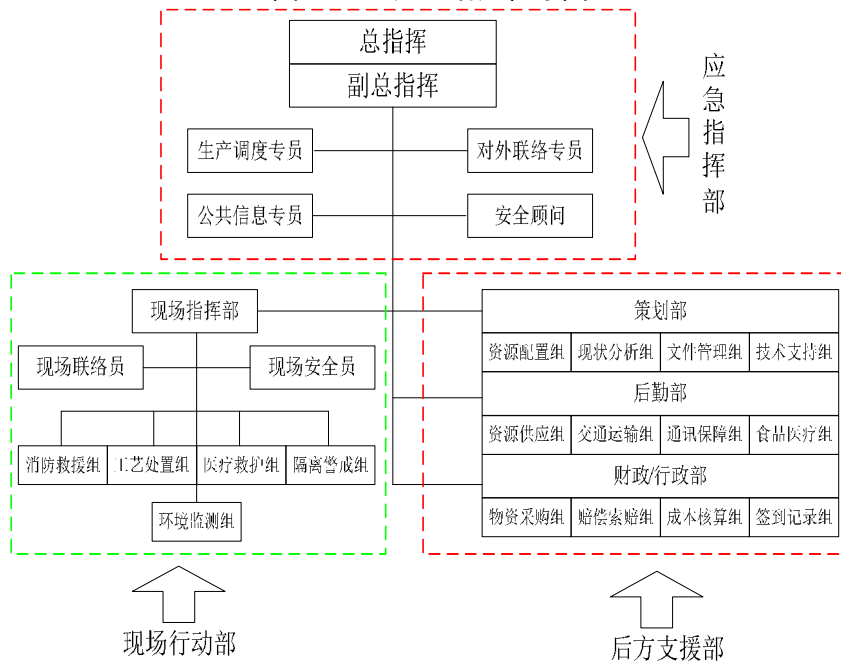 总指挥
副总指挥
生产调度专员
对外联络专员
公共信息专员
安全顾问
应急指挥部
现场指挥部
现场联络员
现场安全员
消防救援组
工艺处置组
医疗救护组
隔离警戒组
环境监测组
策划部
资源配置组
现状分析组
文件管理组
技术支持组
后勤部
资源供应组
交通运输组
通讯保障组
食品医疗组
财政/行政部
物资采购组
赔偿索赔组
成本核算组
签到记录组
现场行动部
后方支援部